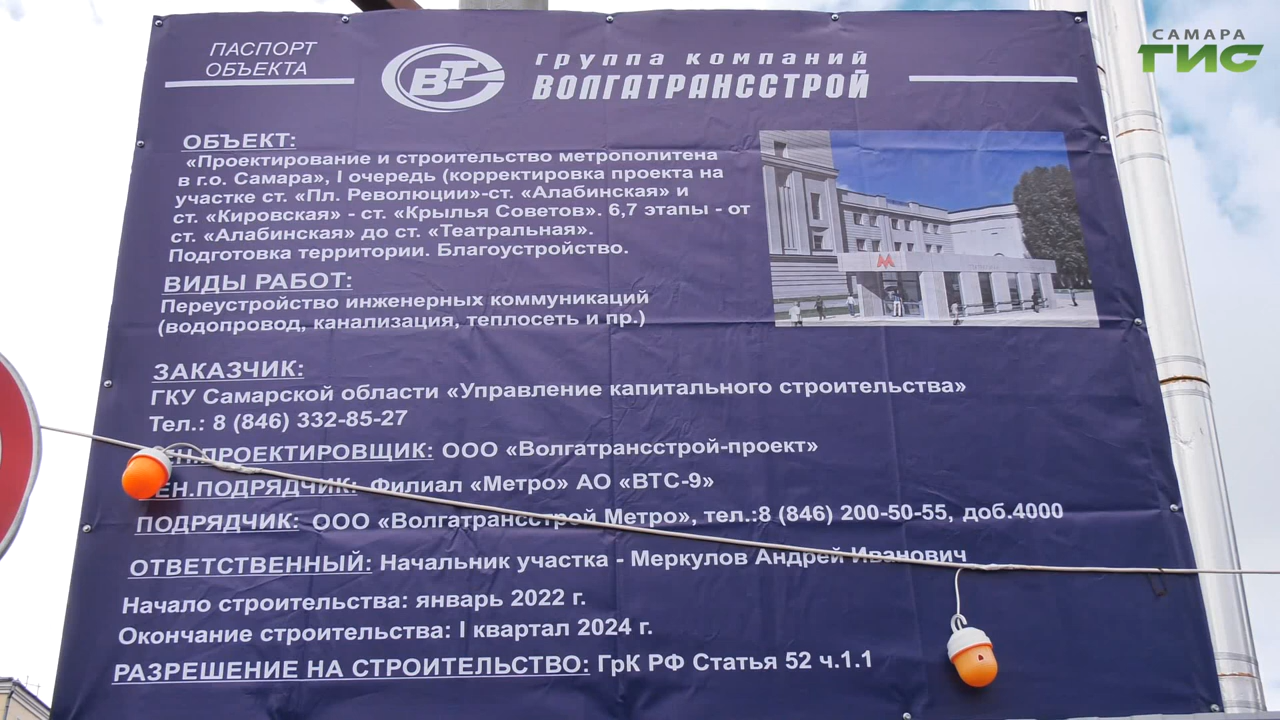 САМАРА
ГИС
ПАСПОРТ
ОБЪЕКТА
ВТС
ГРУППА КОМПАНИЙ
ВОЛГАТРАНССТРОЙ
ОБЪЕКТ:
«Проектирование и строительство метрополитена
в г.о. Самара», I очередь (корректировка проекта на
участке ст. «Пл. Революции»-ст. «Алабинская» и
ст. «Кировская» - ст. «Крылья Советов». 6,7 этапы - от
ст. «Алабинская» до ст. «Театральная».
Подготовка территории. Благоустройство.
М
ВИДЫ РАБОТ:
Переустройство инженерных коммуникаций
(водопровод, канализация, теплосеть и пр.)
ЗАКАЗЧИК:
ГКУ Самарской области «Управление капитального строительства»
Тел.: 8 (846) 332-85-27
ГЕН.ПРОЕКТИРОВЩИК: ООО «Волгатрансстрой-проект»
ГЕН.ПОДРЯДЧИК: Филиал «Метро» АО «ВТС-9»
ПОДРЯДЧИК: ООО «Волгатрансстрой Метро», тел.:8 (846) 200-50-55, доб.4000
ОТВЕТСТВЕННЫЙ: Начальник участка - Меркулов Андрей Иванович
Начало строительства: январь 2022 г.
Окончание строительства: I квартал 2024 г.
РАЗРЕШЕНИЕ НА СТРОИТЕЛЬСТВО: ГрК РФ Статья 52 ч.1.1